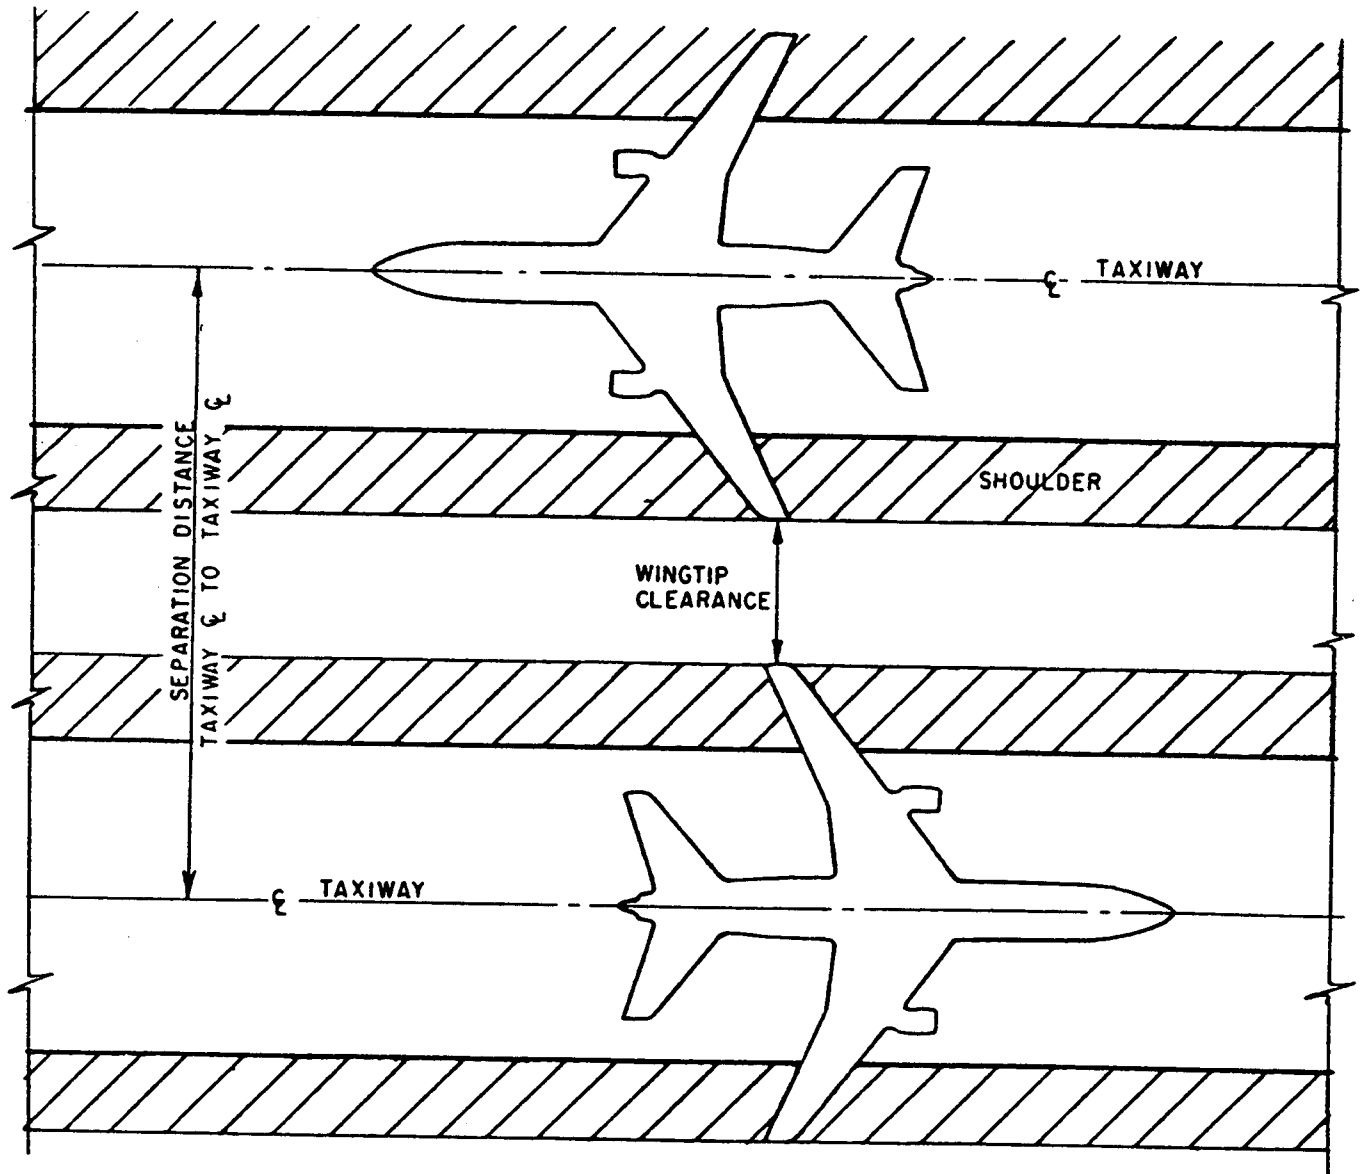 ℄ TAXIWAY
SEPARATION DISTANCE
TAXIWAY ℄ TO TAXIWAY ℄
SHOULDER
WINGTIP
CLEARANCE
℄ TAXIWAY